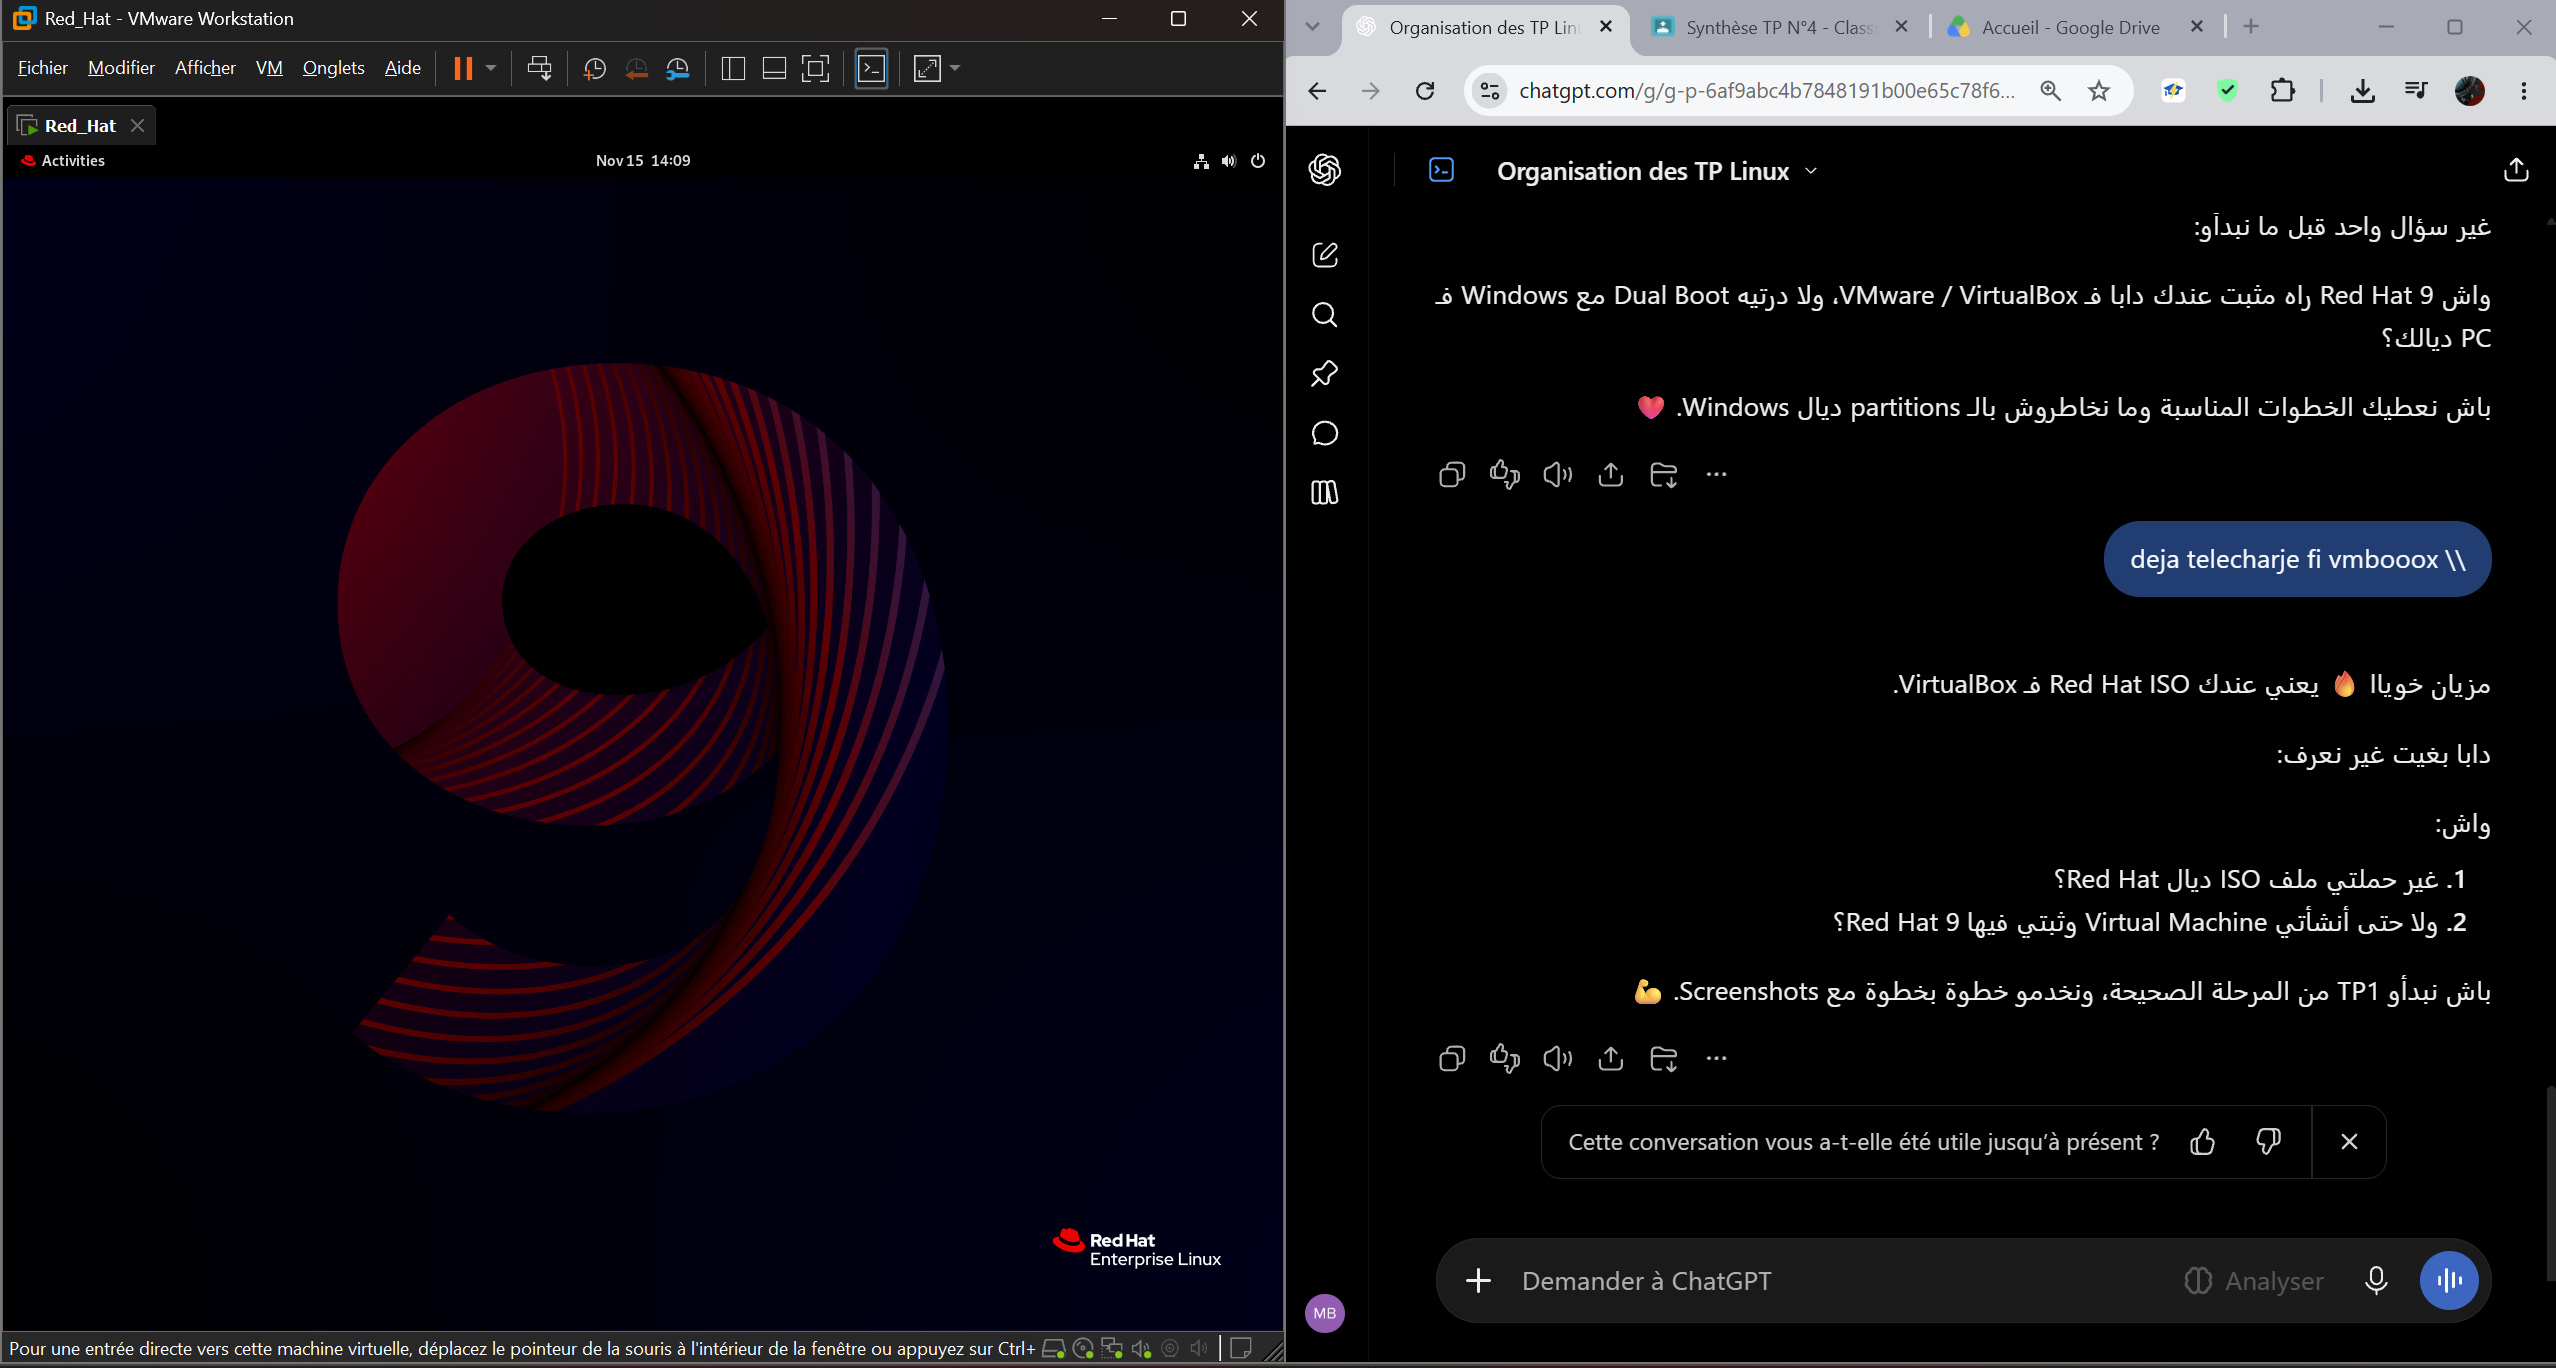 Red_Hat - VMware Workstation
Fichier Modifier Afficher VM Onglets Aide
Red_Hat
Activities
Nov 15 14:09
Red Hat
Enterprise Linux
Pour une entrée directe vers cette machine virtuelle, déplacez le pointeur de la souris à l'intérieur de la fenêtre ou appuyez sur Ctrl+
Organisation des TP Lin
Synthèse TP N°4 - Class
Accueil - Google Drive
chatgpt.com/g/g-p-6af9abc4b7848191b00e65c78f6...
Organisation des TP Linux
غير سؤال واحد قبل ما نبدأو:
واش Red Hat 9 راه مثبت عندك دابا فـ VMware / VirtualBox، ولا درتيه Dual Boot مع Windows فـ
PC ديالك؟
باش نعطيك الخطوات المناسبة وما نخاطروش بالـ partitions ديال Windows. ❤️
deja telecharje fi vmbooox \\
مزيان خويا! 🔥 يعني عندك Red Hat ISO فـ VirtualBox.
دابا بغيت غير نعرف:
واش:
1. غير حملتي ملف ISO ديال Red Hat؟
2. ولا حتى أنشأتي Virtual Machine وثبتي فيها Red Hat 9؟
باش نبدأو TP1 من المرحلة الصحيحة، ونخدمو خطوة بخطوة مع Screenshots. 💪
Cette conversation vous a-t-elle été utile jusqu'à présent ?
Demander à ChatGPT
Analyser
MB